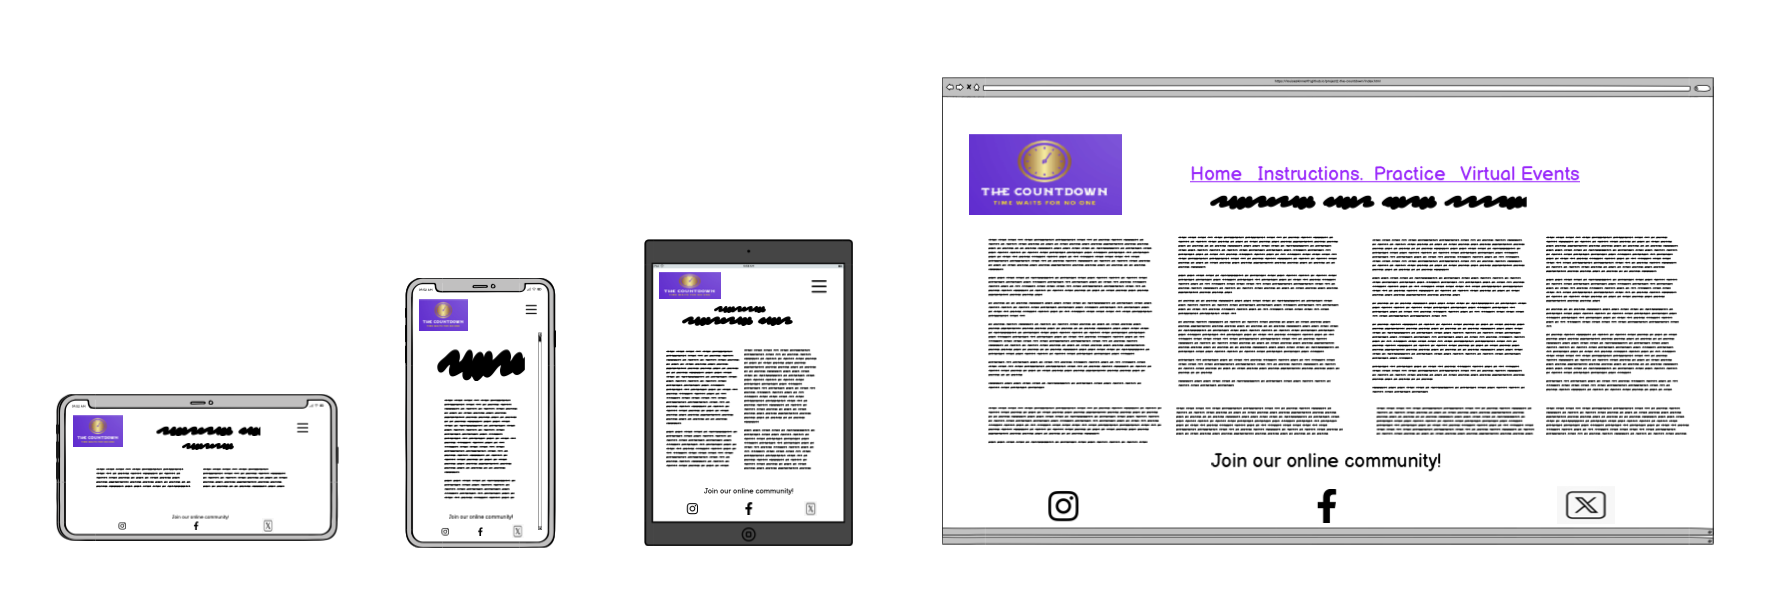 THE COUNTDOWN
Join our online community!
THE COUNTDOWN
Join our online community!
THE COUNTDOWN
Join our online community!
THE COUNTDOWN
TIME WAITS FOR NO ONE
Home Instructions. Practice Virtual Events
Join our online community!